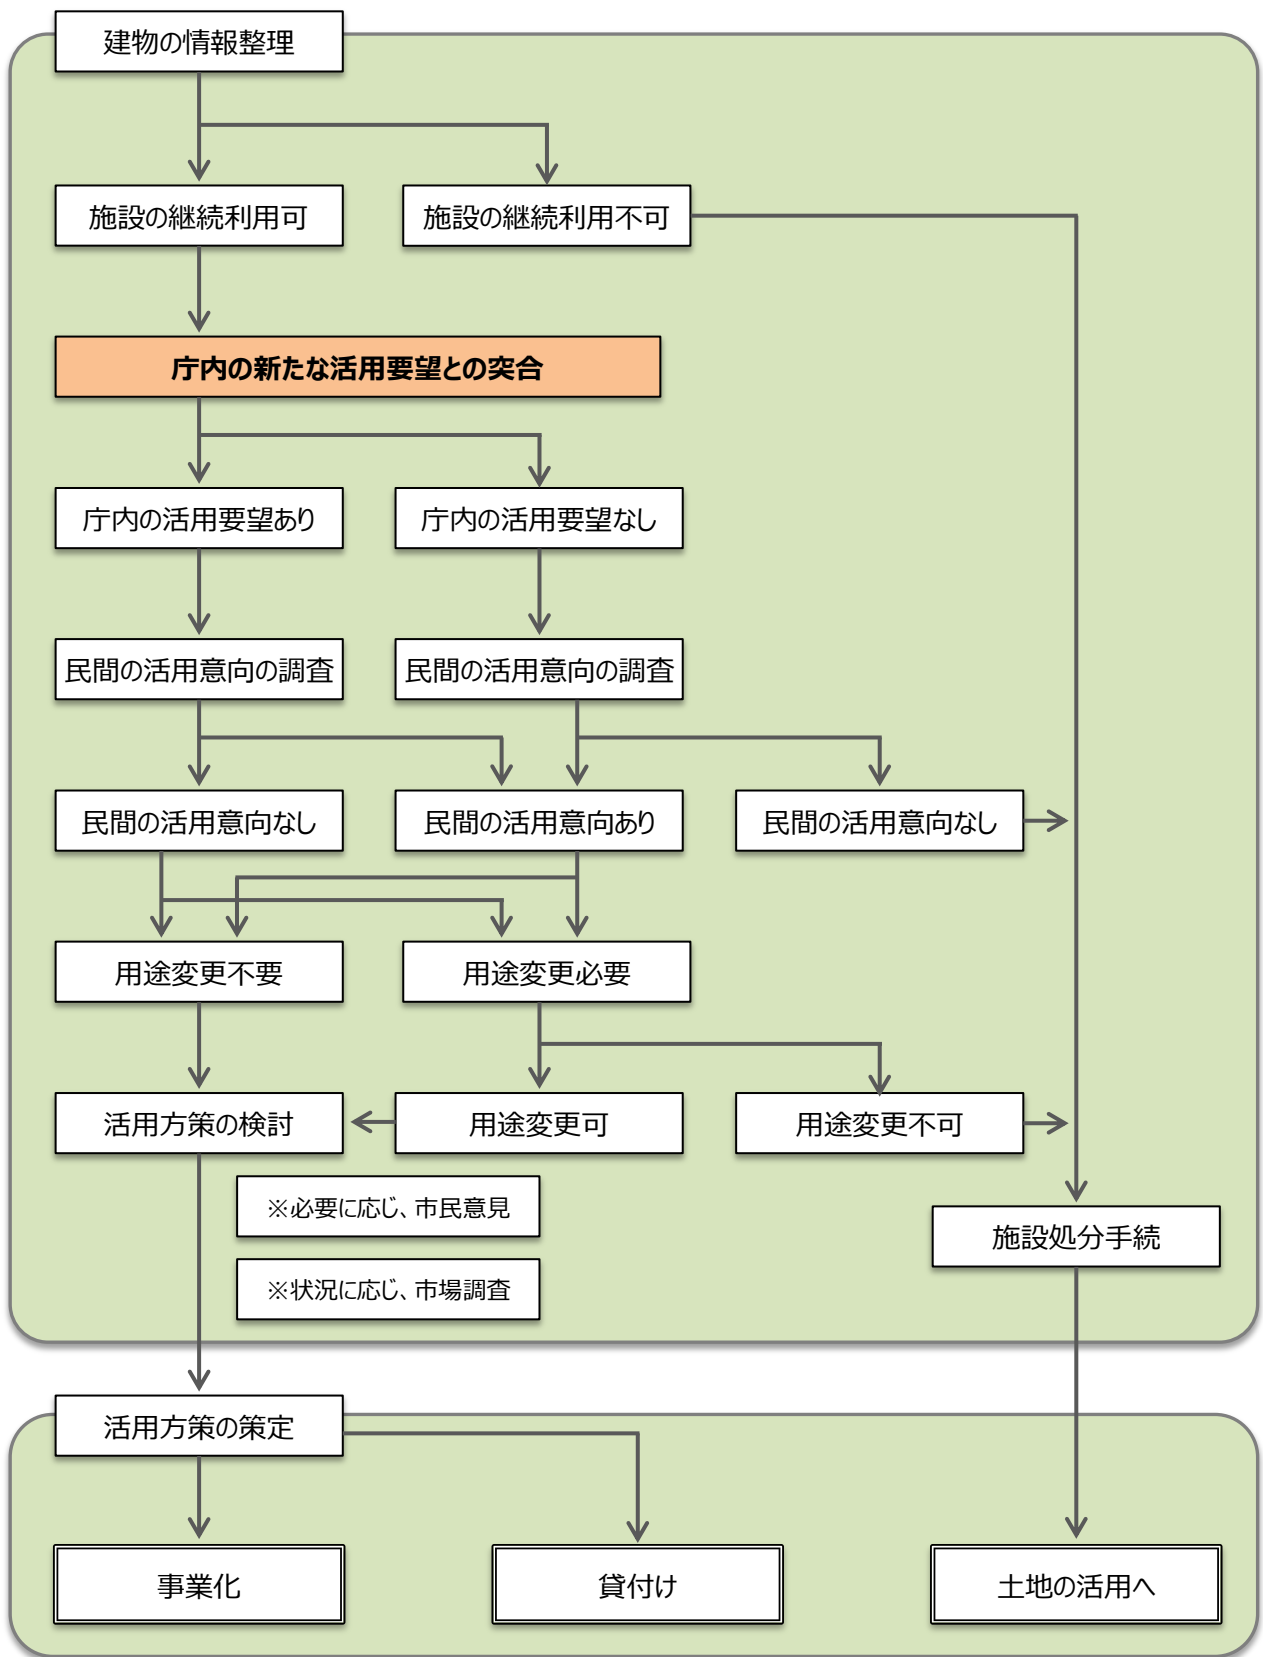 建物の情報整理
施設の継続利用可
施設の継続利用不可
庁内の新たな活用要望との突合
庁内の活用要望あり
庁内の活用要望なし
民間の活用意向の調査
民間の活用意向の調査
民間の活用意向なし
民間の活用意向あり
民間の活用意向なし
用途変更不要
用途変更必要
活用方策の検討
用途変更可
用途変更不可
※必要に応じ、市民意見
施設処分手続
※状況に応じ、市場調査
活用方策の策定
事業化
貸付け
土地の活用へ